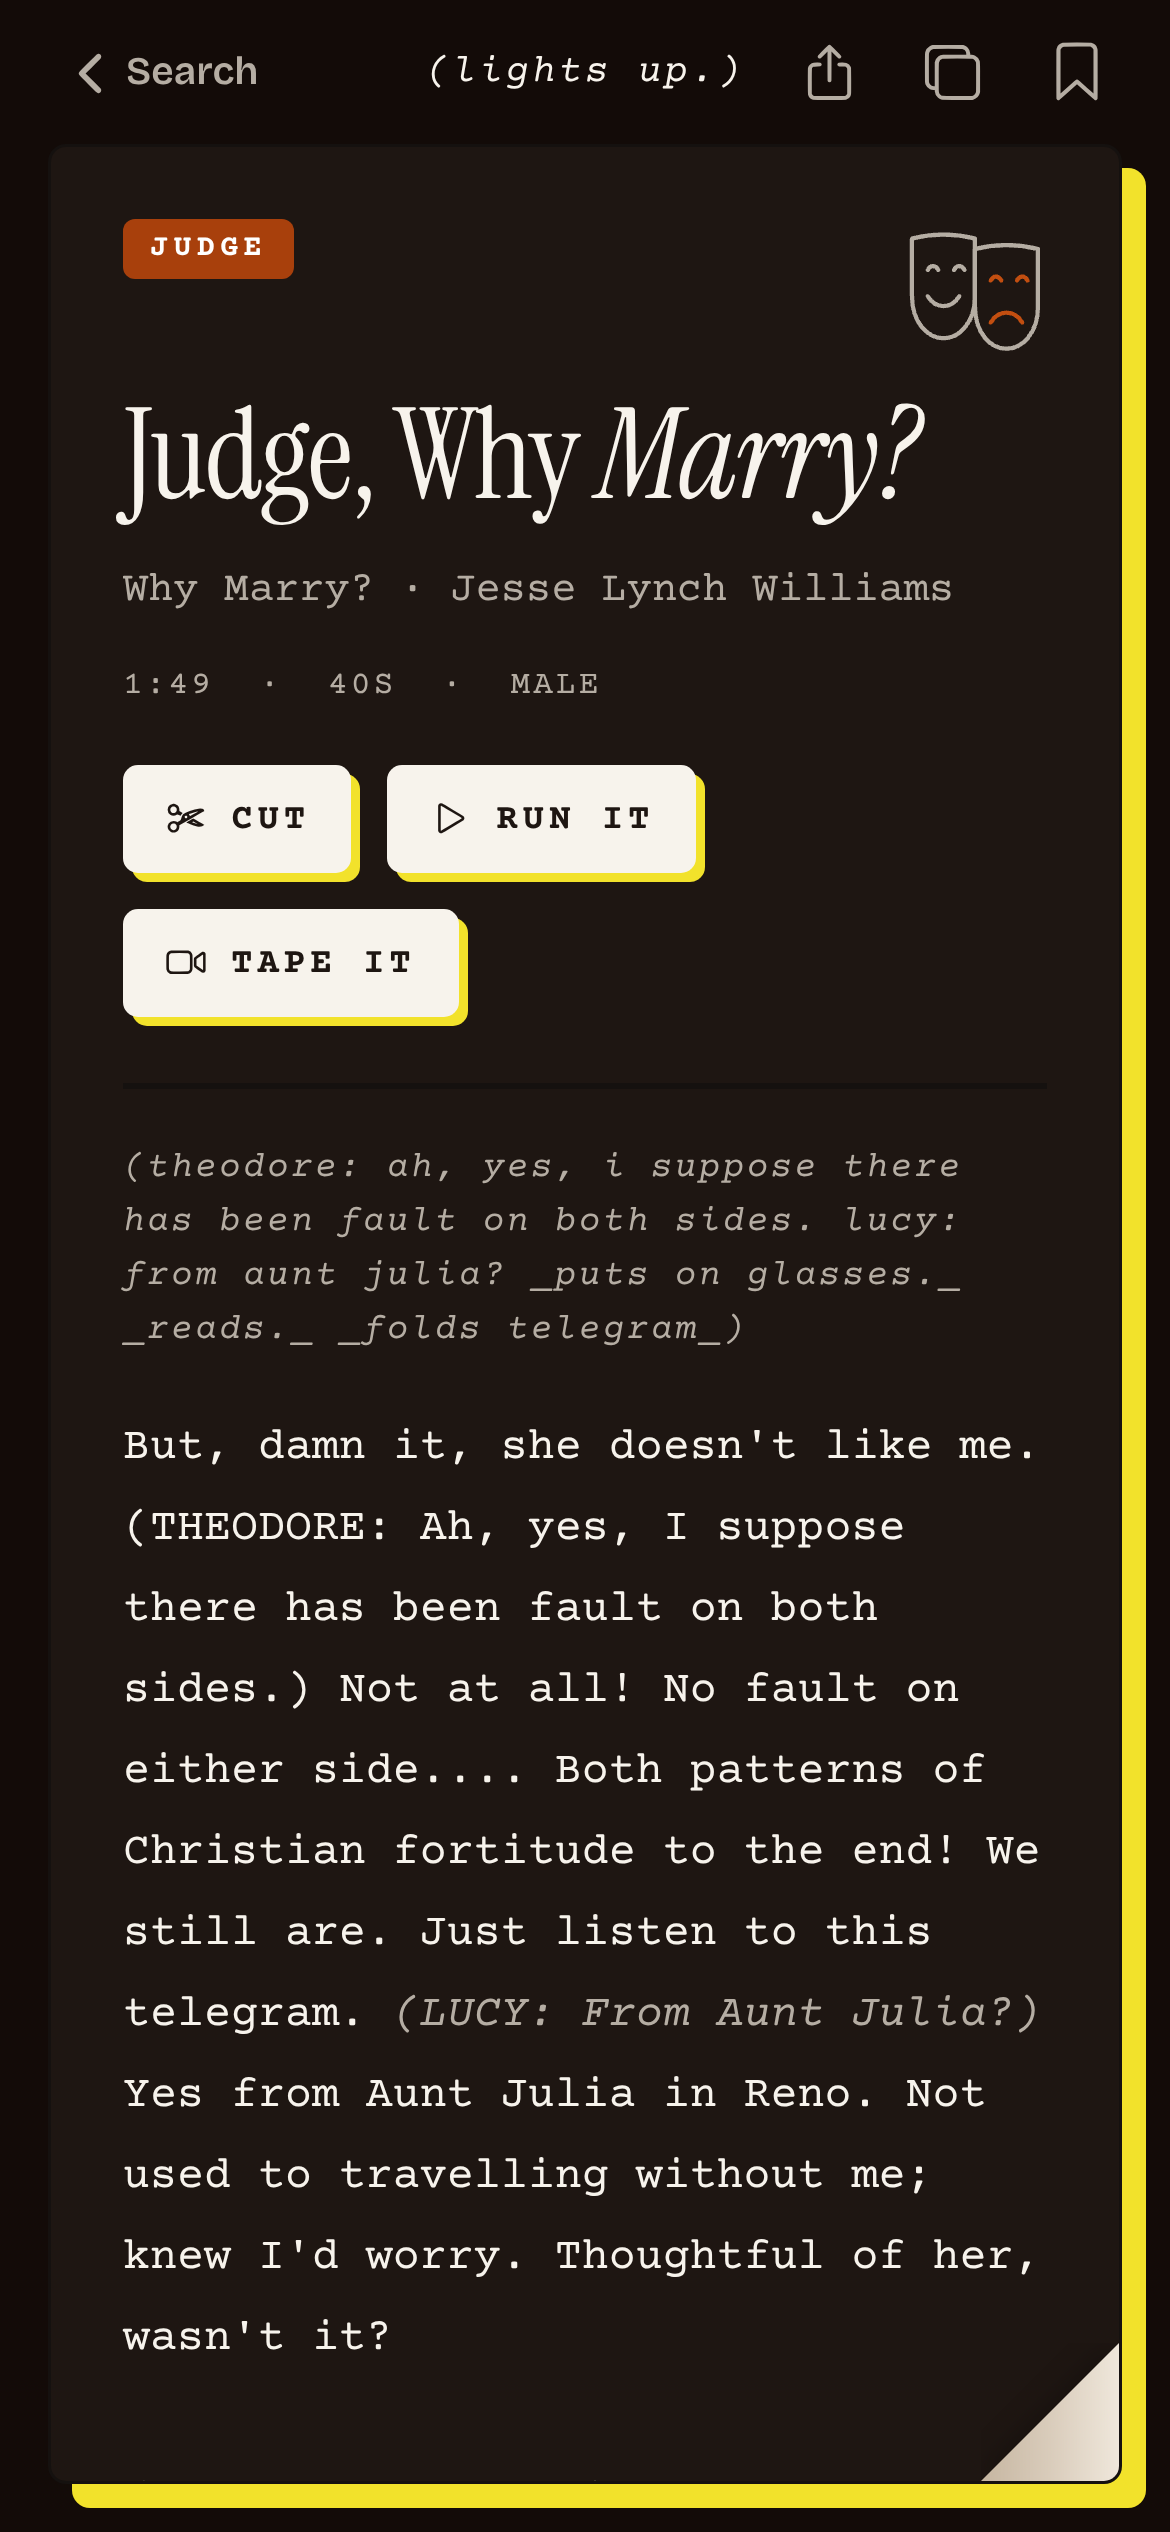 Search
(lights up.)
JUDGE
Judge, Why Marry?
Why Marry? · Jesse Lynch Williams
1:49 · 40S · MALE
CUT
RUN IT
TAPE IT
(theodore: ah, yes, i suppose there
has been fault on both sides. lucy:
from aunt julia? _puts on glasses._
_reads._ _folds telegram_)
But, damn it, she doesn't like me.
(THEODORE: Ah, yes, I suppose
there has been fault on both
sides.) Not at all! No fault on
either side.... Both patterns of
Christian fortitude to the end! We
still are. Just listen to this
telegram. (LUCY: From Aunt Julia?)
Yes from Aunt Julia in Reno. Not
used to travelling without me;
knew I'd worry. Thoughtful of her,
wasn't it?